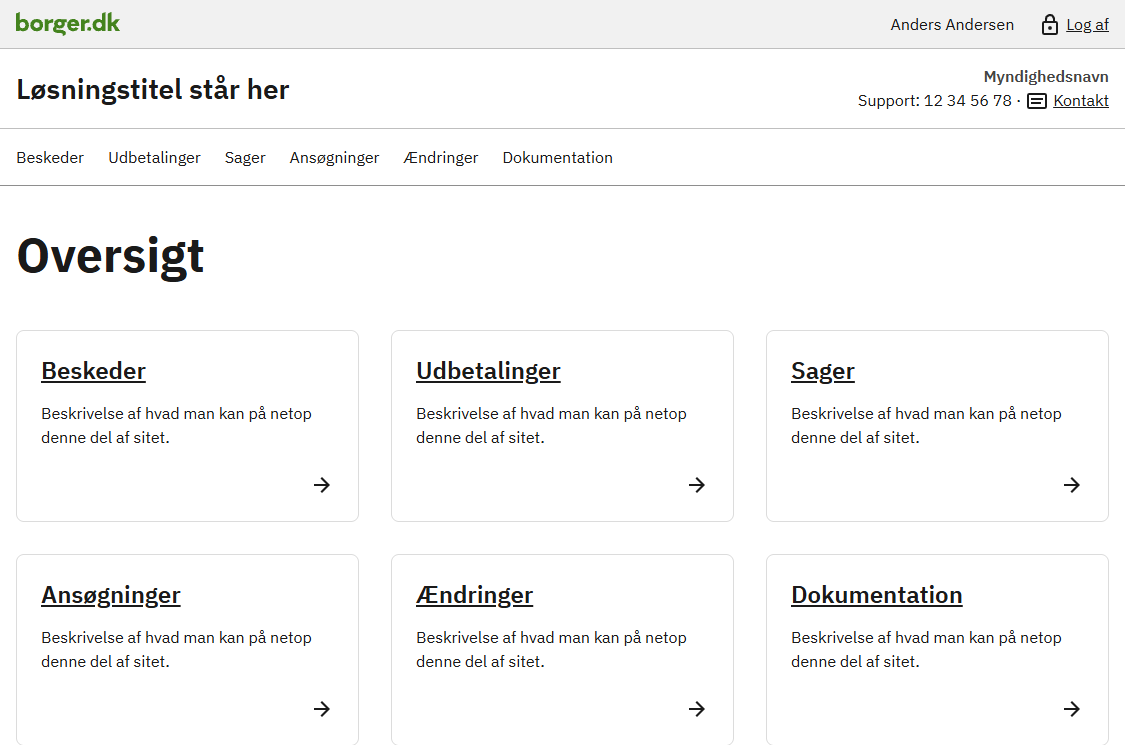 borger.dk
Anders Andersen
Log af
Løsningstitel står her
Myndighedsnavn
Support: 12 34 56 78 · Kontakt
Beskeder Udbetalinger Sager Ansøgninger Ændringer Dokumentation
Oversigt
Beskeder
Beskrivelse af hvad man kan på netop
denne del af sitet.
Udbetalinger
Beskrivelse af hvad man kan på netop
denne del af sitet.
Sager
Beskrivelse af hvad man kan på netop
denne del af sitet.
Ansøgninger
Beskrivelse af hvad man kan på netop
denne del af sitet.
Ændringer
Beskrivelse af hvad man kan på netop
denne del af sitet.
Dokumentation
Beskrivelse af hvad man kan på netop
denne del af sitet.